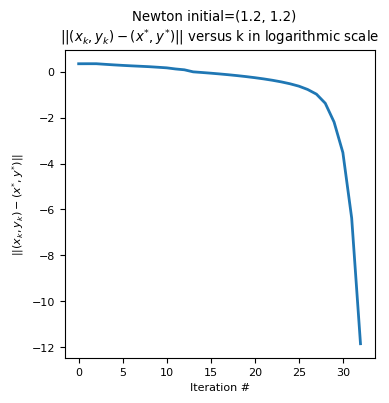 Newton initial=(1.2, 1.2)
||(x_k, y_k) − (x*, y*)|| versus k in logarithmic scale
||(x_k, y_k) − (x*, y*)||
0
−2
−4
−6
−8
−10
−12
0 5 10 15 20 25 30
Iteration #